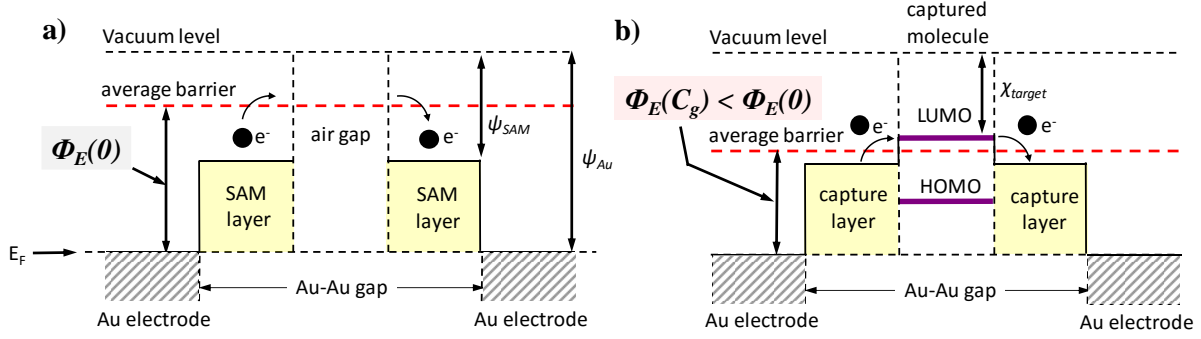 a)
Vacuum level
average barrier
Φ_E(0)
e⁻
air gap
e⁻
ψ_SAM
ψ_Au
SAM
layer
SAM
layer
E_F
Au-Au gap
Au electrode
Au electrode
b)
captured
molecule
Vacuum level
Φ_E(C_g) < Φ_E(0)
χ_target
LUMO
e⁻
e⁻
average barrier
HOMO
capture
layer
capture
layer
Au-Au gap
Au electrode
Au electrode